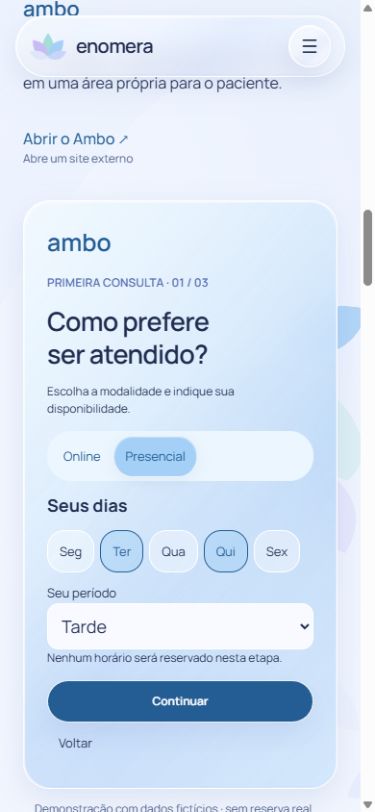 ambo
enomera
em uma área própria para o paciente.
Abrir o Ambo ↗
Abre um site externo
ambo
PRIMEIRA CONSULTA · 01 / 03
Como prefere
ser atendido?
Escolha a modalidade e indique sua
disponibilidade.
Online Presencial
Seus dias
Seg Ter Qua Qui Sex
Seu período
Tarde
Nenhum horário será reservado nesta etapa.
Continuar
Voltar
Demonstração com dados fictícios · sem reserva real